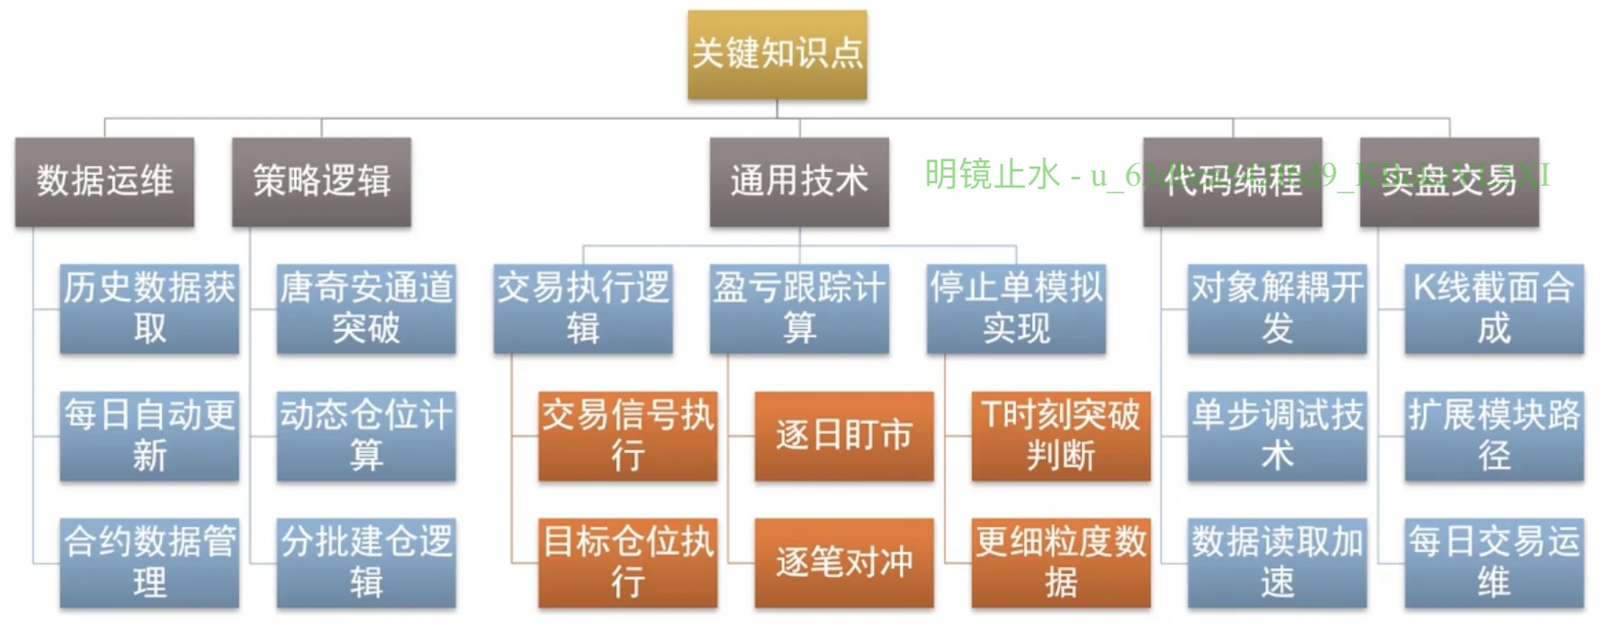 关键知识点
数据运维
策略逻辑
通用技术
明镜止水 - u_63
代码编程
实盘交易
历史数据获
取
唐奇安通道
突破
交易执行逻
辑
盈亏跟踪计
算
停止单模拟
实现
对象解耦开
发
K线截面合
成
每日自动更
新
动态仓位计
算
交易信号执
行
逐日盯市
T时刻突破
判断
单步调试技
术
扩展模块路
径
合约数据管
理
分批建仓逻
辑
目标仓位执
行
逐笔对冲
更细粒度数
据
数据读取加
速
每日交易运
维